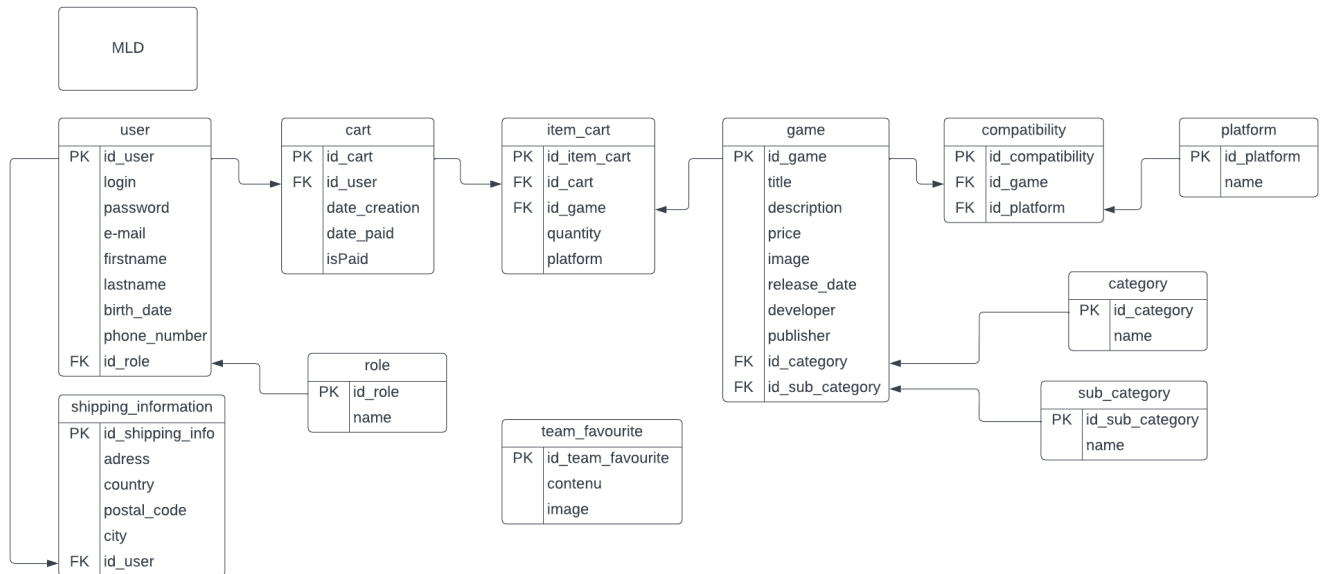 MLD
user
PK id_user
login
password
e-mail
firstname
lastname
birth_date
phone_number
FK id_role
cart
PK id_cart
FK id_user
date_creation
date_paid
isPaid
item_cart
PK id_item_cart
FK id_cart
FK id_game
quantity
platform
game
PK id_game
title
description
price
image
release_date
developer
publisher
FK id_category
FK id_sub_category
compatibility
PK id_compatibility
FK id_game
FK id_platform
platform
PK id_platform
name
category
PK id_category
name
role
PK id_role
name
sub_category
PK id_sub_category
name
shipping_information
PK id_shipping_info
adress
country
postal_code
city
FK id_user
team_favourite
PK id_team_favourite
contenu
image